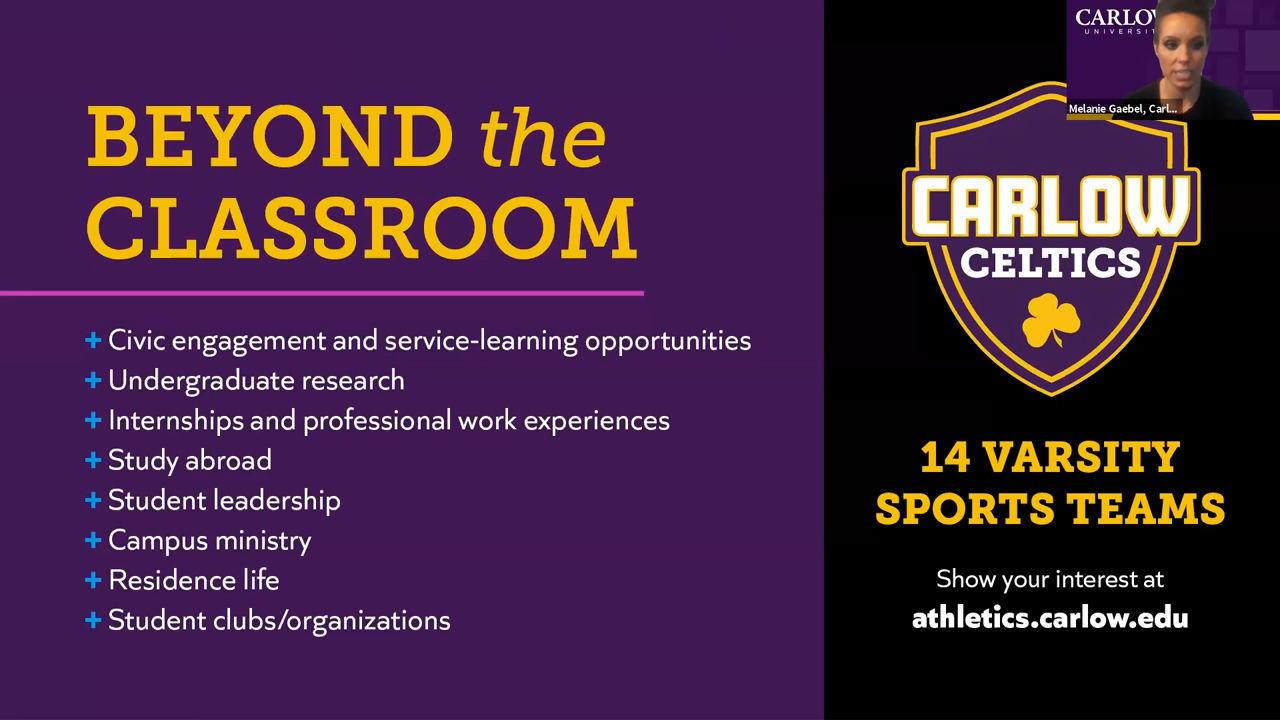 BEYOND the
CLASSROOM
+ Civic engagement and service-learning opportunities
+ Undergraduate research
+ Internships and professional work experiences
+ Study abroad
+ Student leadership
+ Campus ministry
+ Residence life
+ Student clubs/organizations
Melanie Gaebel, Carl...
CARLOW
CELTICS
14 VARSITY
SPORTS TEAMS
Show your interest at
athletics.carlow.edu